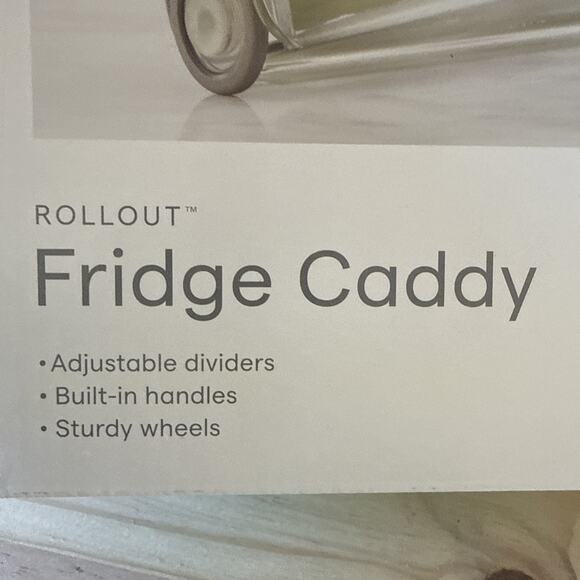 ROLLOUT™
Fridge Caddy
• Adjustable dividers
• Built-in handles
• Sturdy wheels